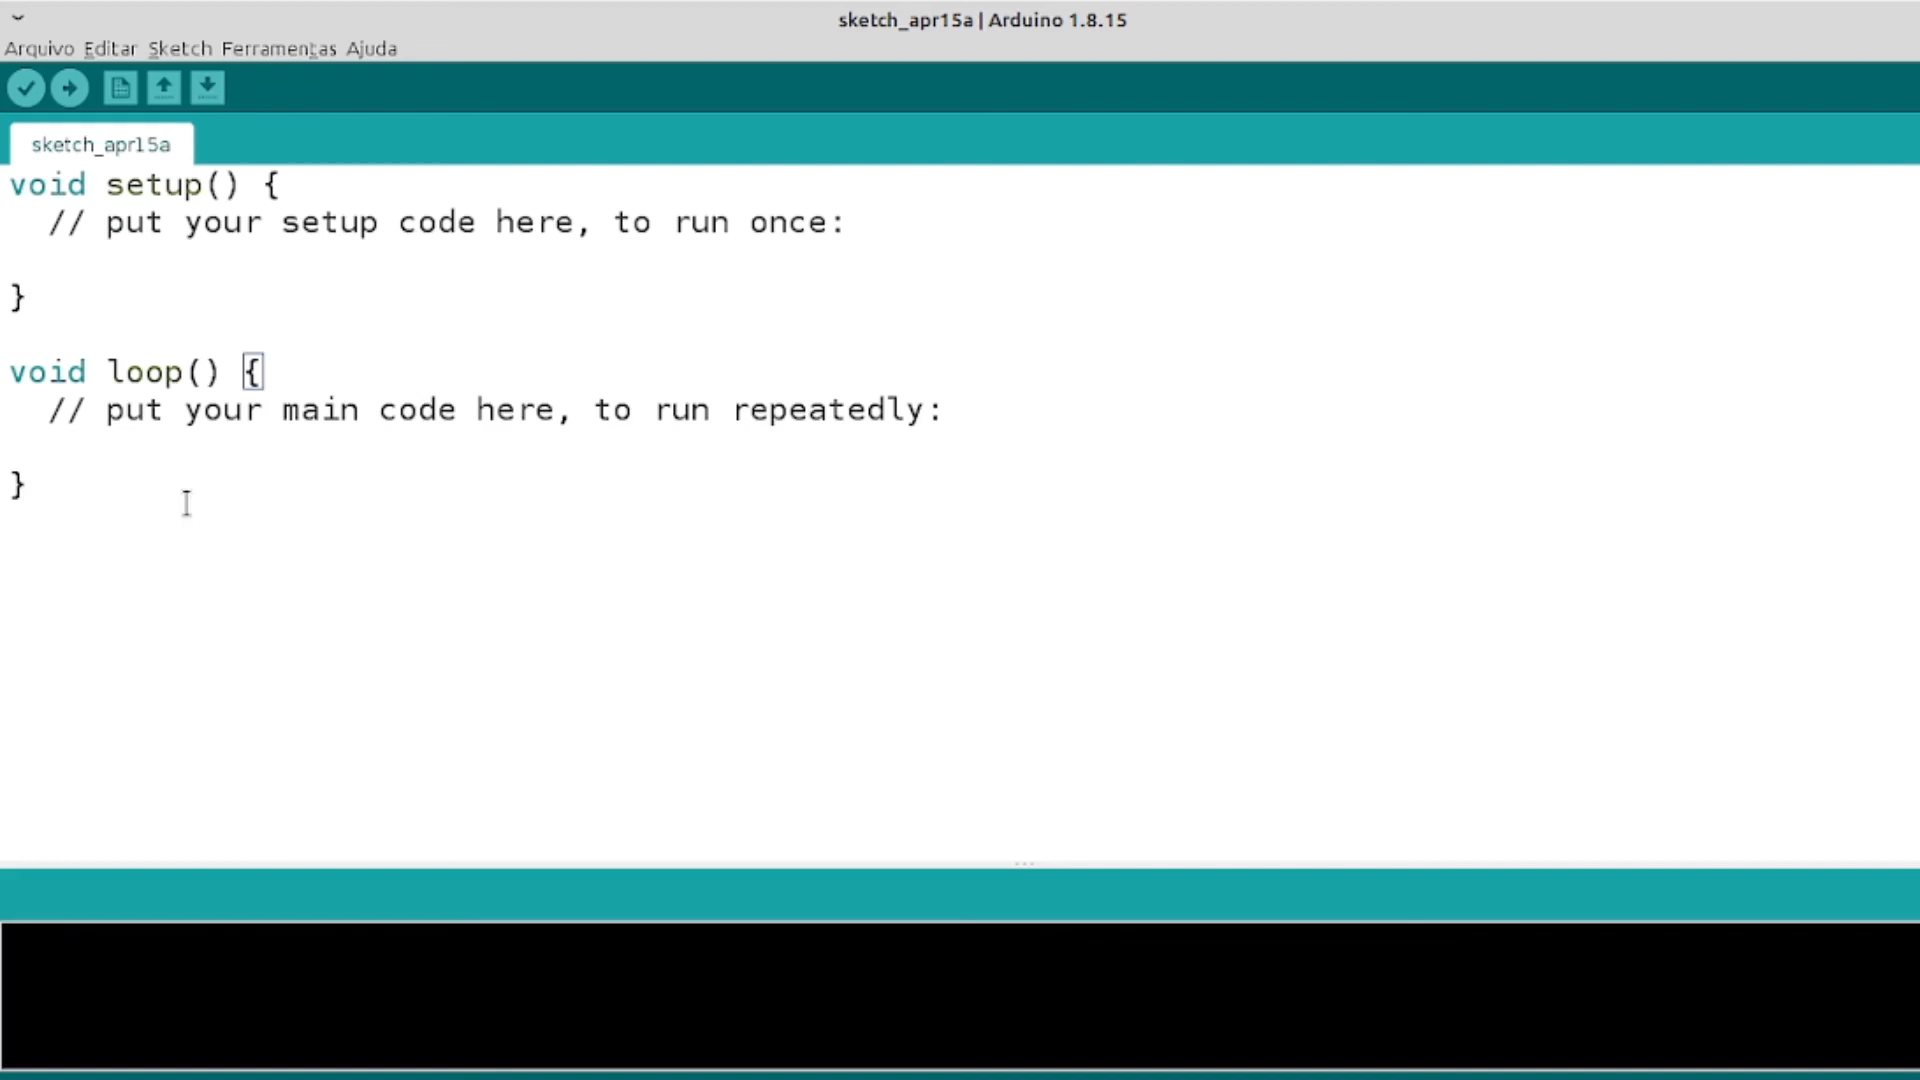 sketch_apr15a | Arduino 1.8.15
Arquivo Editar Sketch Ferramentas Ajuda
sketch_apr15a
void setup() {
  // put your setup code here, to run once:

}

void loop() {
  // put your main code here, to run repeatedly:

}